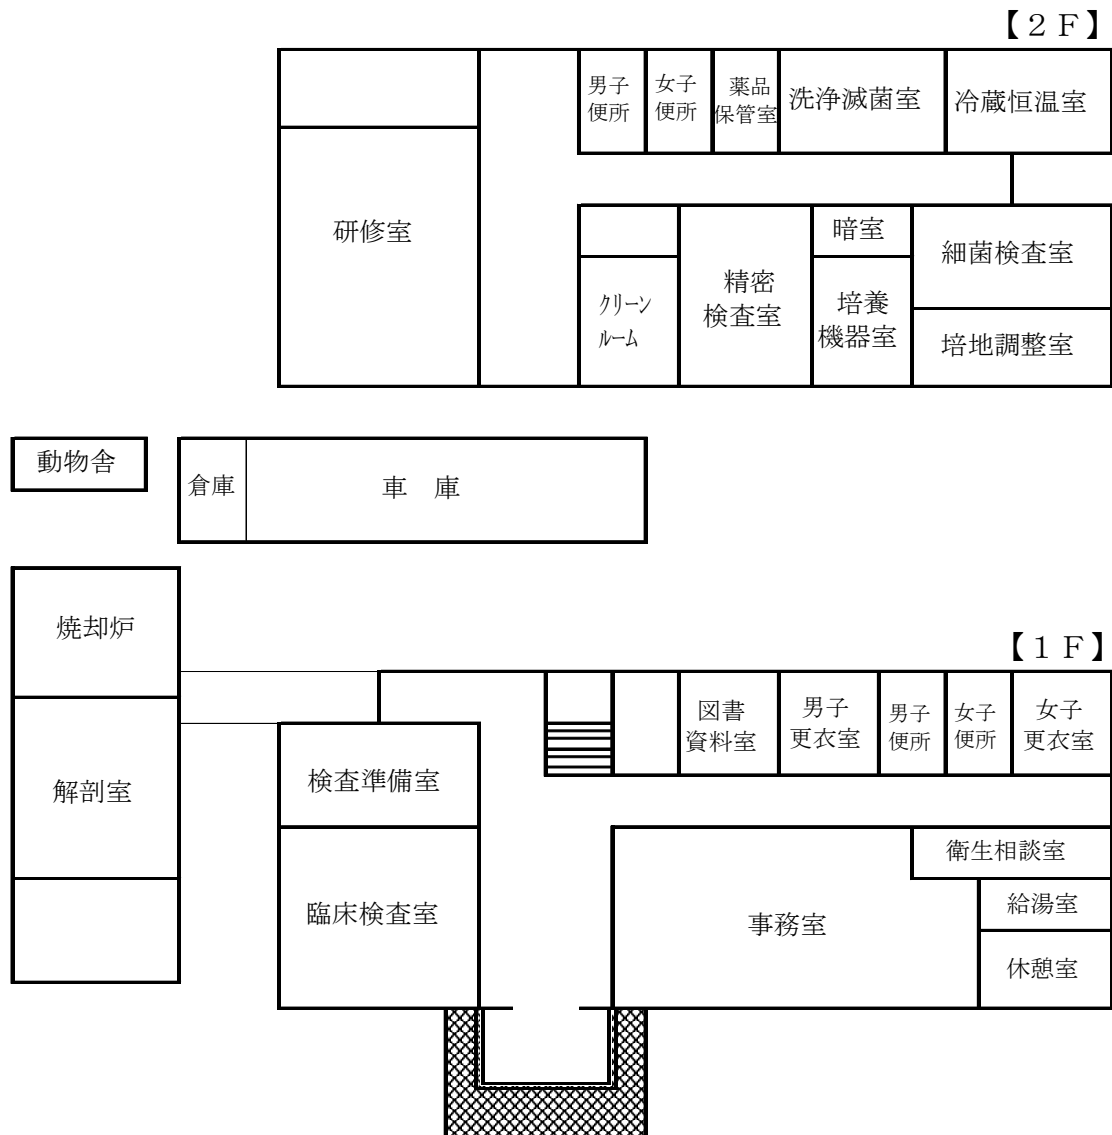 【２Ｆ】
男子
便所
女子
便所
薬品
保管室
洗浄滅菌室
冷蔵恒温室
研修室
暗室
細菌検査室
精密
検査室
クリーン
ルーム
培養
機器室
培地調整室
動物舎
倉庫
車　庫
焼却炉
【１Ｆ】
図書
資料室
男子
更衣室
男子
便所
女子
便所
女子
更衣室
検査準備室
解剖室
衛生相談室
臨床検査室
事務室
給湯室
休憩室